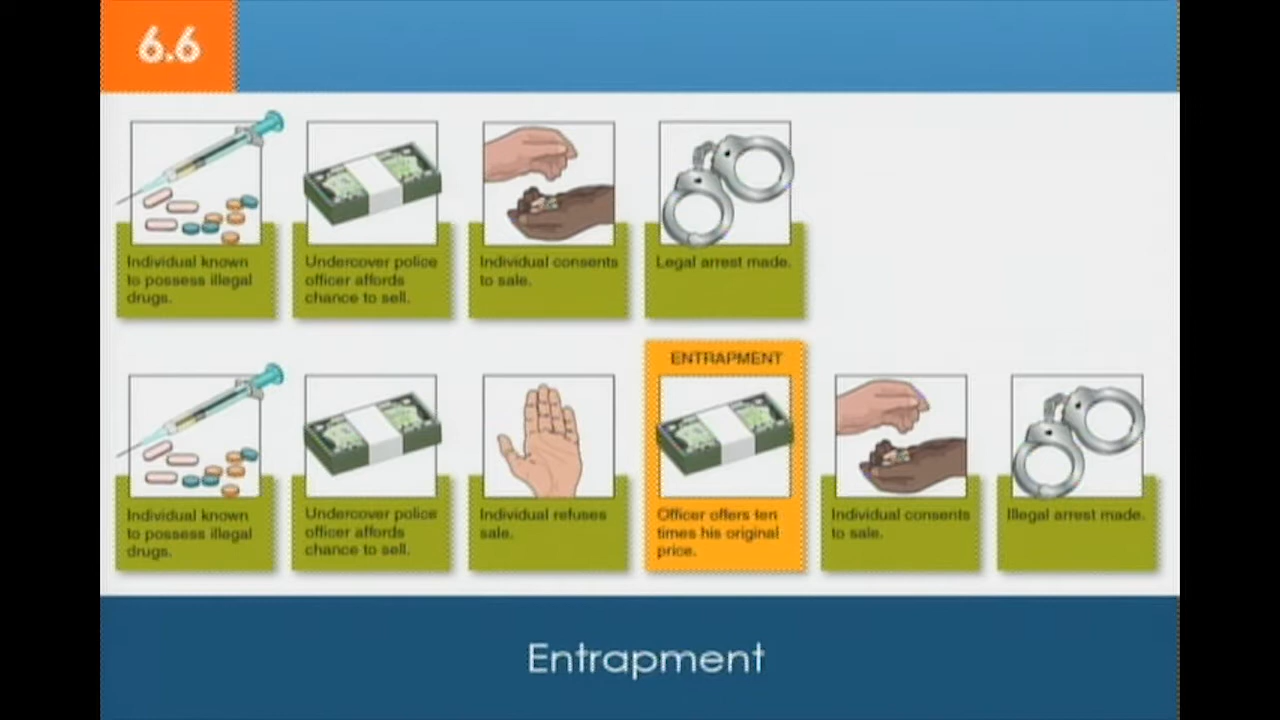 6.6
Individual known
to possess illegal
drugs.
Undercover police
officer affords
chance to sell.
Individual consents
to sale.
Legal arrest made.
Individual known
to possess illegal
drugs.
Undercover police
officer affords
chance to sell.
Individual refuses
sale.
ENTRAPMENT
Officer offers ten
times his original
price.
Individual consents
to sale.
Illegal arrest made.
Entrapment